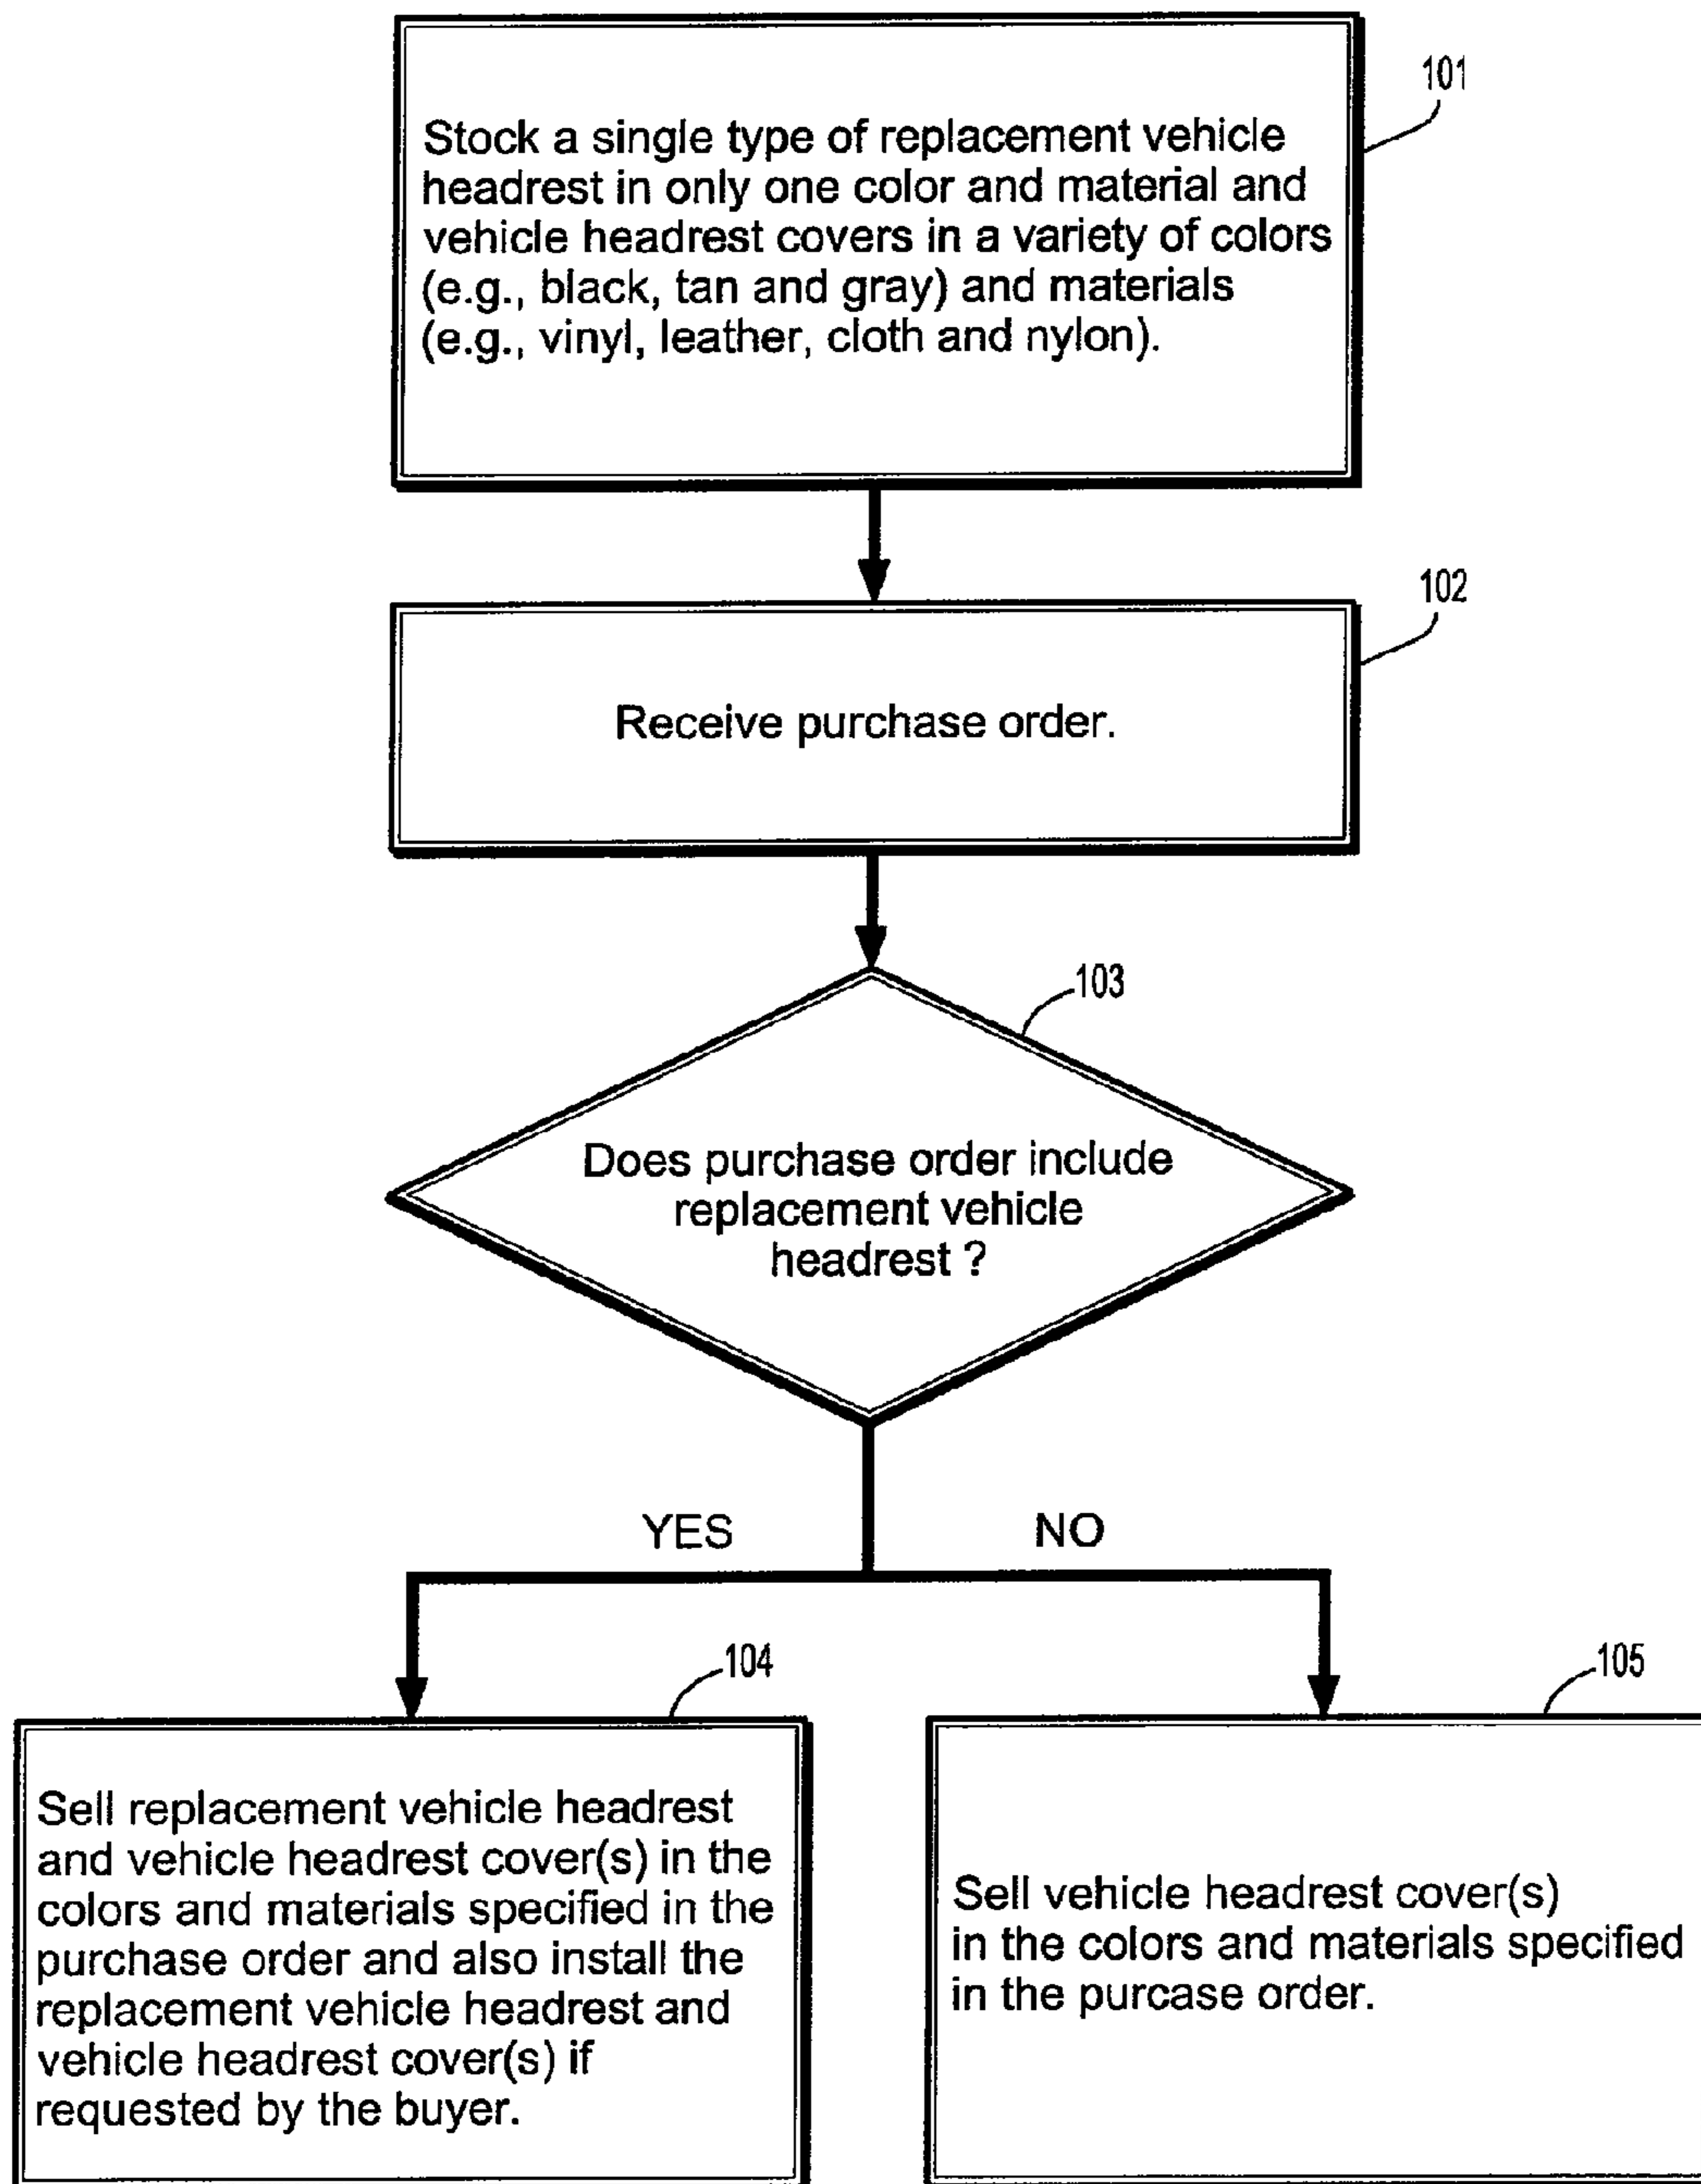 101
Stock a single type of replacement vehicle
headrest in only one color and material and
vehicle headrest covers in a variety of colors
(e.g., black, tan and gray) and materials
(e.g., vinyl, leather, cloth and nylon).
102
Receive purchase order.
103
Does purchase order include
replacement vehicle
headrest ?
YES
NO
104
Sell replacement vehicle headrest
and vehicle headrest cover(s) in the
colors and materials specified in the
purchase order and also install the
replacement vehicle headrest and
vehicle headrest cover(s) if
requested by the buyer.
105
Sell vehicle headrest cover(s)
in the colors and materials specified
in the purcase order.